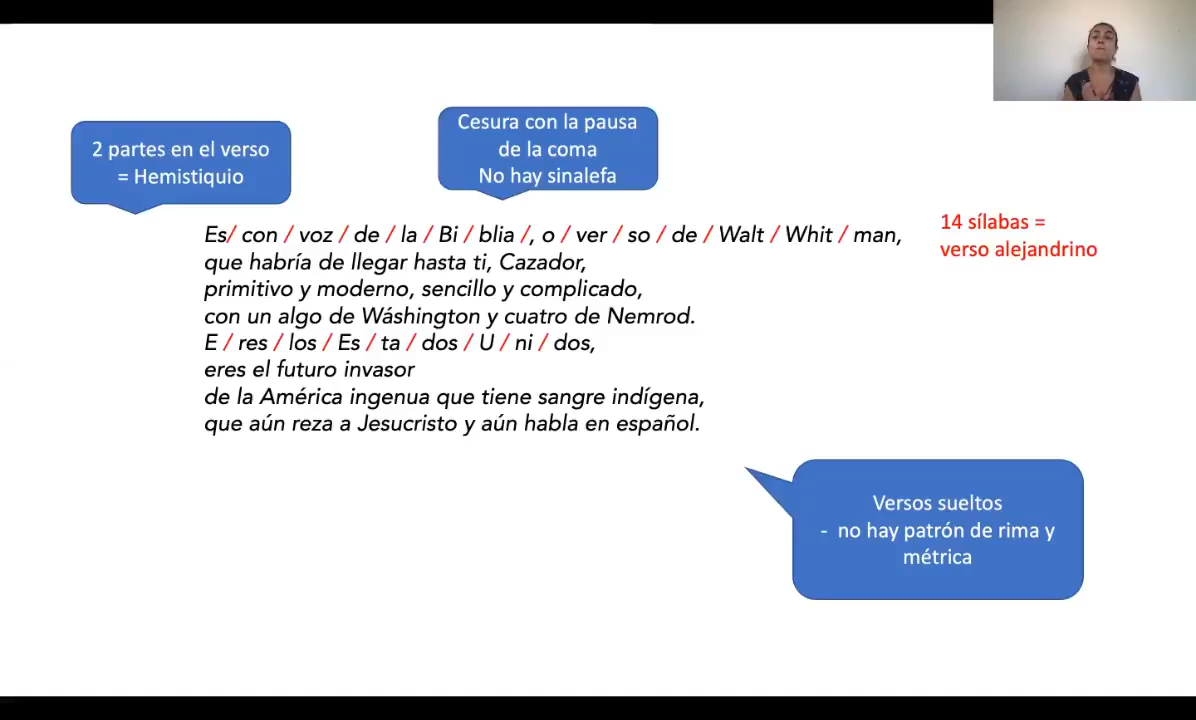 2 partes en el verso
= Hemistiquio
Cesura con la pausa
de la coma
No hay sinalefa
Es/ con / voz / de / la / Bi / blia /, o / ver / so / de / Walt / Whit / man,
que habría de llegar hasta ti, Cazador,
primitivo y moderno, sencillo y complicado,
con un algo de Wáshington y cuatro de Nemrod.
E / res / los / Es / ta / dos / U / ni / dos,
eres el futuro invasor
de la América ingenua que tiene sangre indígena,
que aún reza a Jesucristo y aún habla en español.
14 sílabas =
verso alejandrino
Versos sueltos
- no hay patrón de rima y
métrica